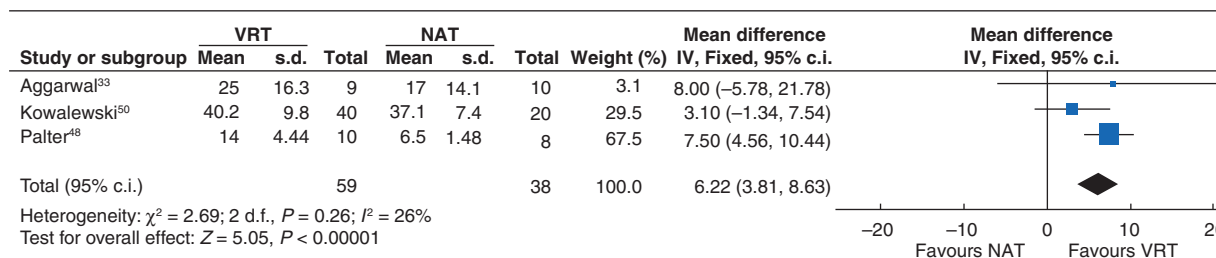 VRT NAT Mean difference Mean difference
Study or subgroup Mean s.d. Total Mean s.d. Total Weight (%) IV, Fixed, 95% c.i. IV, Fixed, 95% c.i.
Aggarwal³³ 25 16.3 9 17 14.1 10 3.1 8.00 (–5.78, 21.78)
Kowalewski⁵⁰ 40.2 9.8 40 37.1 7.4 20 29.5 3.10 (–1.34, 7.54)
Palter⁴⁸ 14 4.44 10 6.5 1.48 8 67.5 7.50 (4.56, 10.44)
Total (95% c.i.) 59 38 100.0 6.22 (3.81, 8.63)
Heterogeneity: χ² = 2.69; 2 d.f., P = 0.26; I² = 26%
Test for overall effect: Z = 5.05, P < 0.00001
–20 –10 0 10 20
Favours NAT Favours VRT